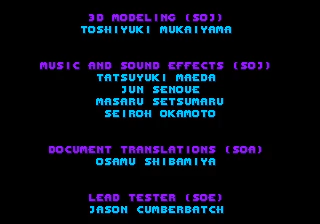 3D MODELING (SOJ)
TOSHIYUKI MUKAIYAMA
MUSIC AND SOUND EFFECTS (SOJ)
TATSUYUKI MAEDA
JUN SENOUE
MASARU SETSUMARU
SEIROH OKAMOTO
DOCUMENT TRANSLATIONS (SOA)
OSAMU SHIBAMIYA
LEAD TESTER (SOE)
JASON CUMBERBATCH